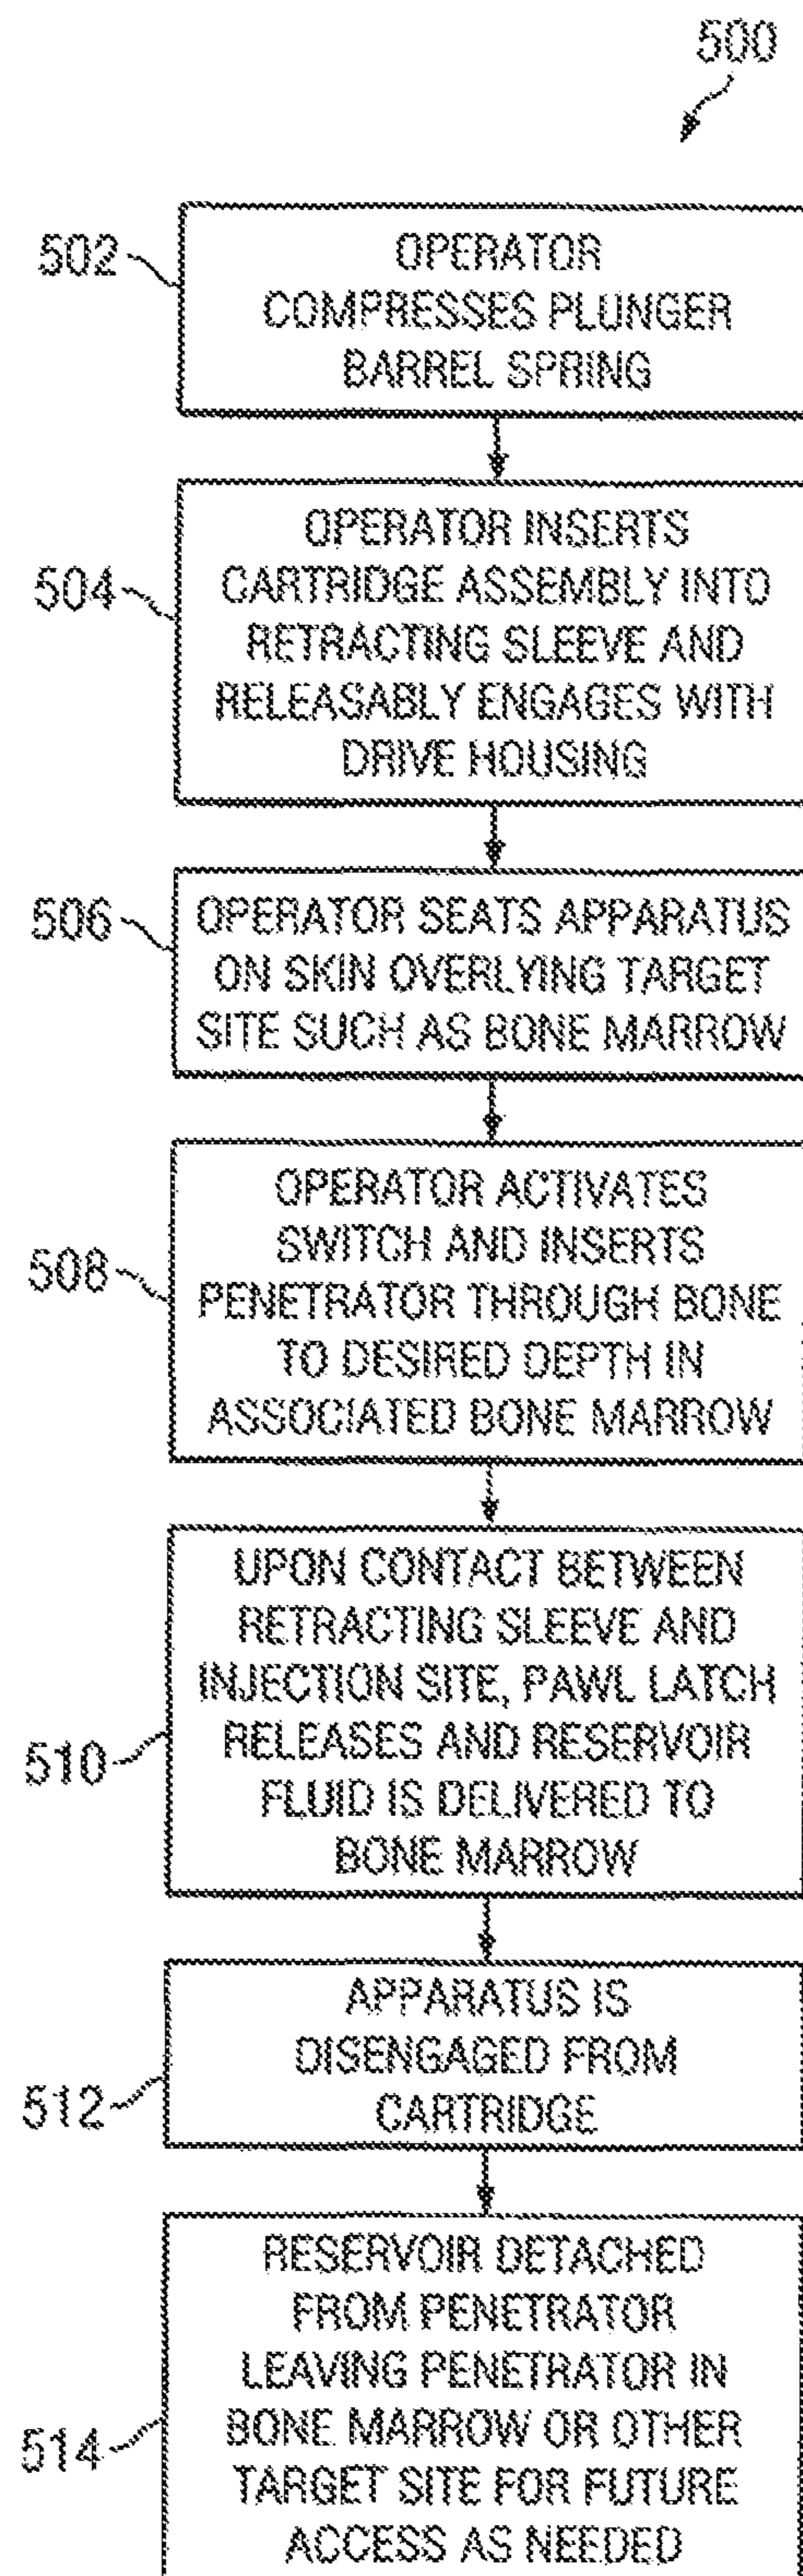 500
502
OPERATOR
COMPRESSES PLUNGER
BARREL SPRING
504
OPERATOR INSERTS
CARTRIDGE ASSEMBLY INTO
RETRACTING SLEEVE AND
RELEASABLY ENGAGES WITH
DRIVE HOUSING
506
OPERATOR SEATS APPARATUS
ON SKIN OVERLYING TARGET
SITE SUCH AS BONE MARROW
508
OPERATOR ACTIVATES
SWITCH AND INSERTS
PENETRATOR THROUGH BONE
TO DESIRED DEPTH IN
ASSOCIATED BONE MARROW
510
UPON CONTACT BETWEEN
RETRACTING SLEEVE AND
INJECTION SITE, PAWL LATCH
RELEASES AND RESERVOIR
FLUID IS DELIVERED TO
BONE MARROW
512
APPARATUS IS
DISENGAGED FROM
CARTRIDGE
514
RESERVOIR DETACHED
FROM PENETRATOR
LEAVING PENETRATOR IN
BONE MARROW OR OTHER
TARGET SITE FOR FUTURE
ACCESS AS NEEDED